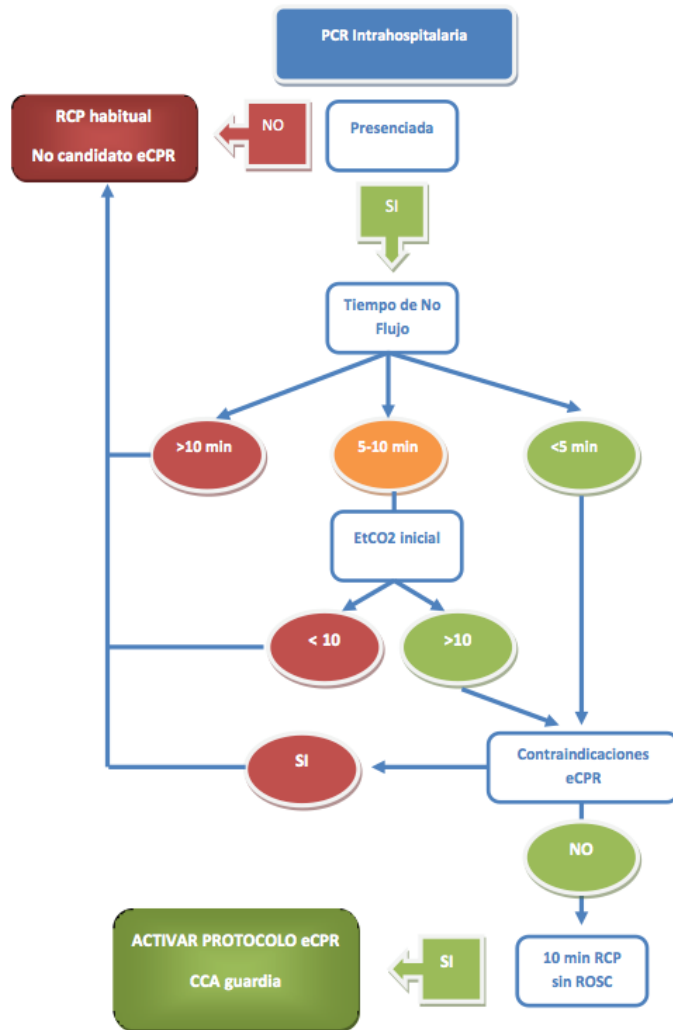 PCR Intrahospitalaria
RCP habitual
No candidato eCPR
NO
Presenciada
SI
Tiempo de No
Flujo
>10 min
5-10 min
<5 min
EtCO2 inicial
< 10
>10
SI
Contraindicaciones
eCPR
NO
ACTIVAR PROTOCOLO eCPR
CCA guardia
SI
10 min RCP
sin ROSC